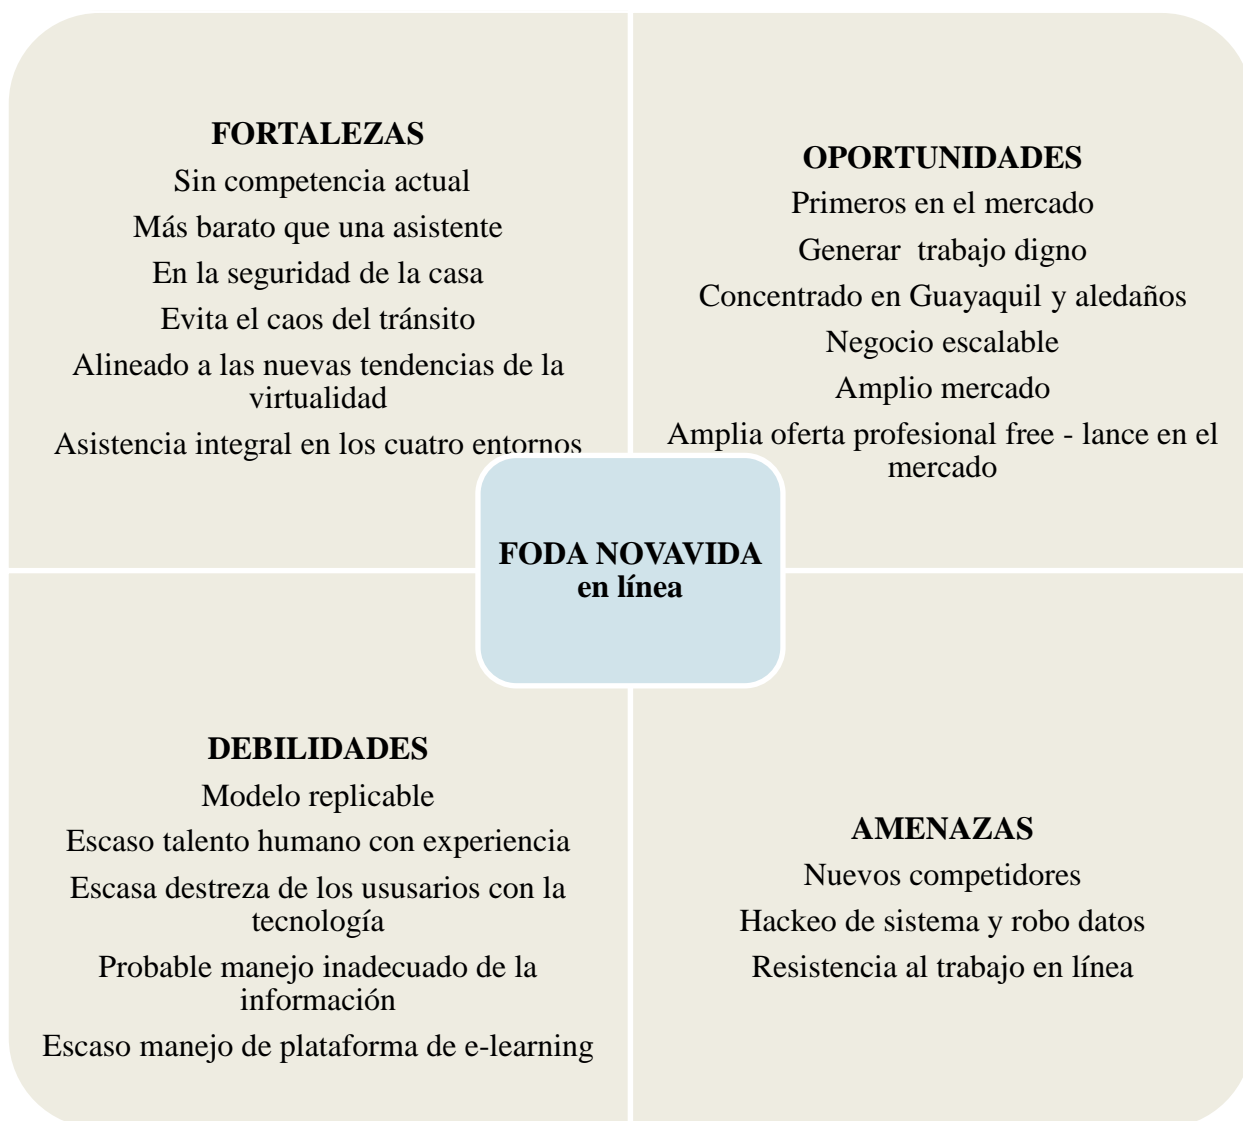 FORTALEZAS
Sin competencia actual
Más barato que una asistente
En la seguridad de la casa
Evita el caos del tránsito
Alineado a las nuevas tendencias de la
virtualidad
Asistencia integral en los cuatro entornos
OPORTUNIDADES
Primeros en el mercado
Generar  trabajo digno
Concentrado en Guayaquil y aledaños
Negocio escalable
Amplio mercado
Amplia oferta profesional free - lance en el
mercado
FODA NOVAVIDA
en línea
DEBILIDADES
Modelo replicable
Escaso talento humano con experiencia
Escasa destreza de los ususarios con la
tecnología
Probable manejo inadecuado de la
información
Escaso manejo de plataforma de e-learning
AMENAZAS
Nuevos competidores
Hackeo de sistema y robo datos
Resistencia al trabajo en línea